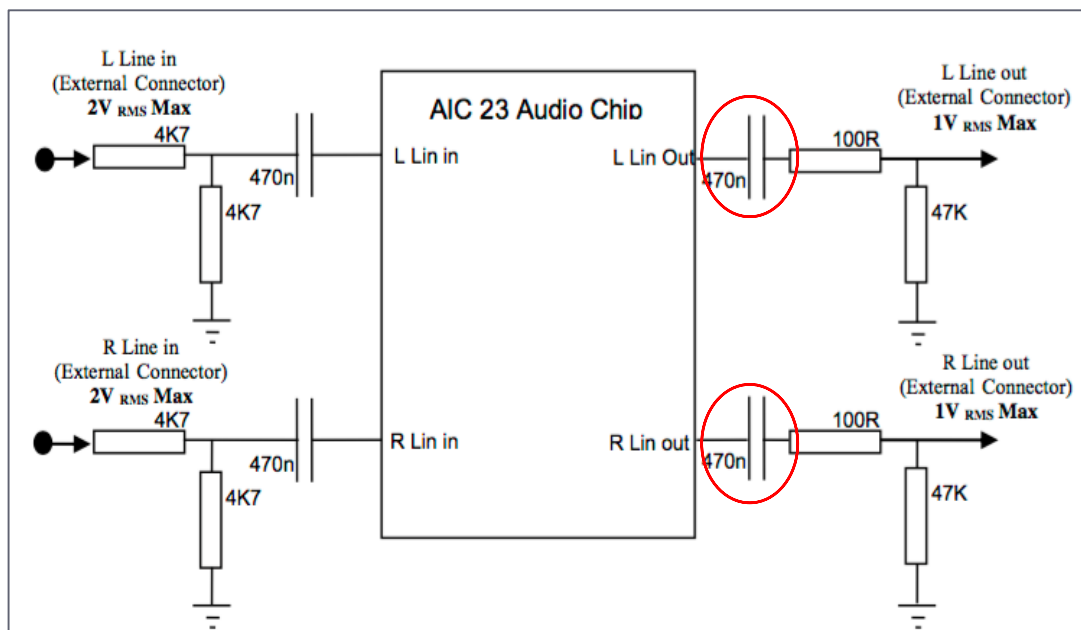 L Line in
(External Connector)
2V RMS Max
4K7
470n
4K7
L Lin in
R Line in
(External Connector)
2V RMS Max
4K7
470n
4K7
R Lin in
AIC 23 Audio Chip
L Lin Out
470n
100R
L Line out
(External Connector)
1V RMS Max
47K
R Lin out
470n
100R
R Line out
(External Connector)
1V RMS Max
47K